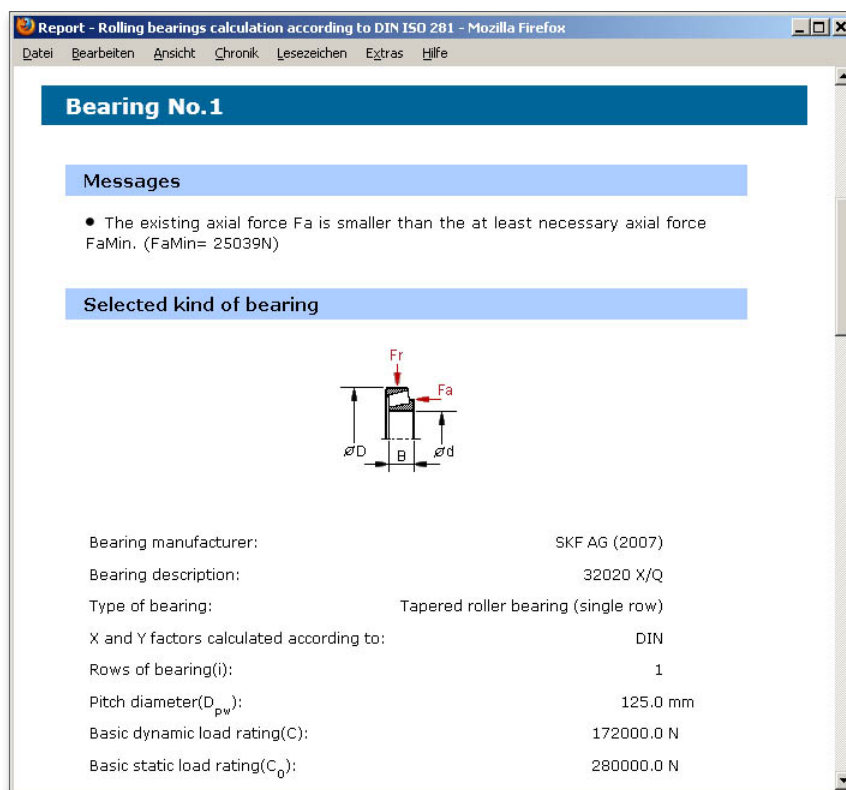 Report - Rolling bearings calculation according to DIN ISO 281 - Mozilla Firefox
Datei Bearbeiten Ansicht Chronik Lesezeichen Extras Hilfe
Bearing No.1
Messages
• The existing axial force Fa is smaller than the at least necessary axial force
FaMin. (FaMin= 25039N)
Selected kind of bearing
Fr
Fa
ØD B Ød
Bearing manufacturer: SKF AG (2007)
Bearing description: 32020 X/Q
Type of bearing: Tapered roller bearing (single row)
X and Y factors calculated according to: DIN
Rows of bearing(i): 1
Pitch diameter(Dpw): 125.0 mm
Basic dynamic load rating(C): 172000.0 N
Basic static load rating(C0): 280000.0 N